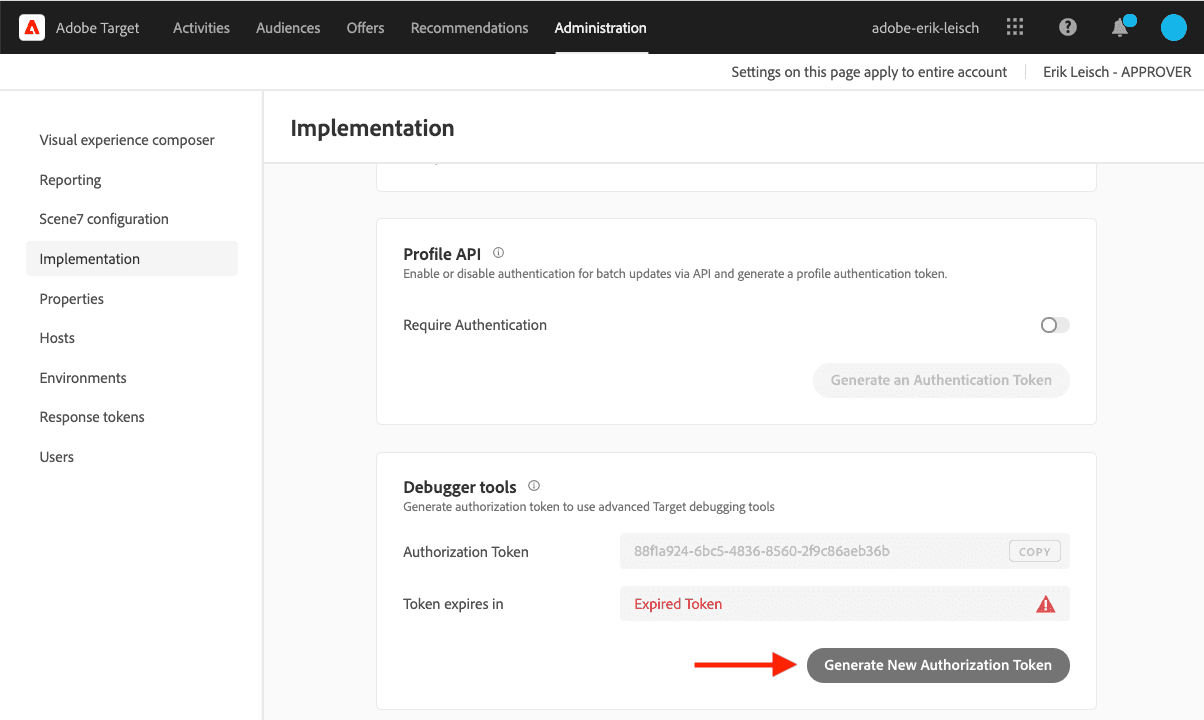 Adobe Target Activities Audiences Offers Recommendations Administration adobe-erik-leisch
Settings on this page apply to entire account Erik Leisch - APPROVER
Implementation
Visual experience composer
Reporting
Scene7 configuration
Implementation
Properties
Hosts
Environments
Response tokens
Users
Profile API
Enable or disable authentication for batch updates via API and generate a profile authentication token.
Require Authentication
Generate an Authentication Token
Debugger tools
Generate authorization token to use advanced Target debugging tools
Authorization Token 88f1a924-6bc5-4836-8560-2f9c86aeb36b COPY
Token expires in Expired Token
Generate New Authorization Token